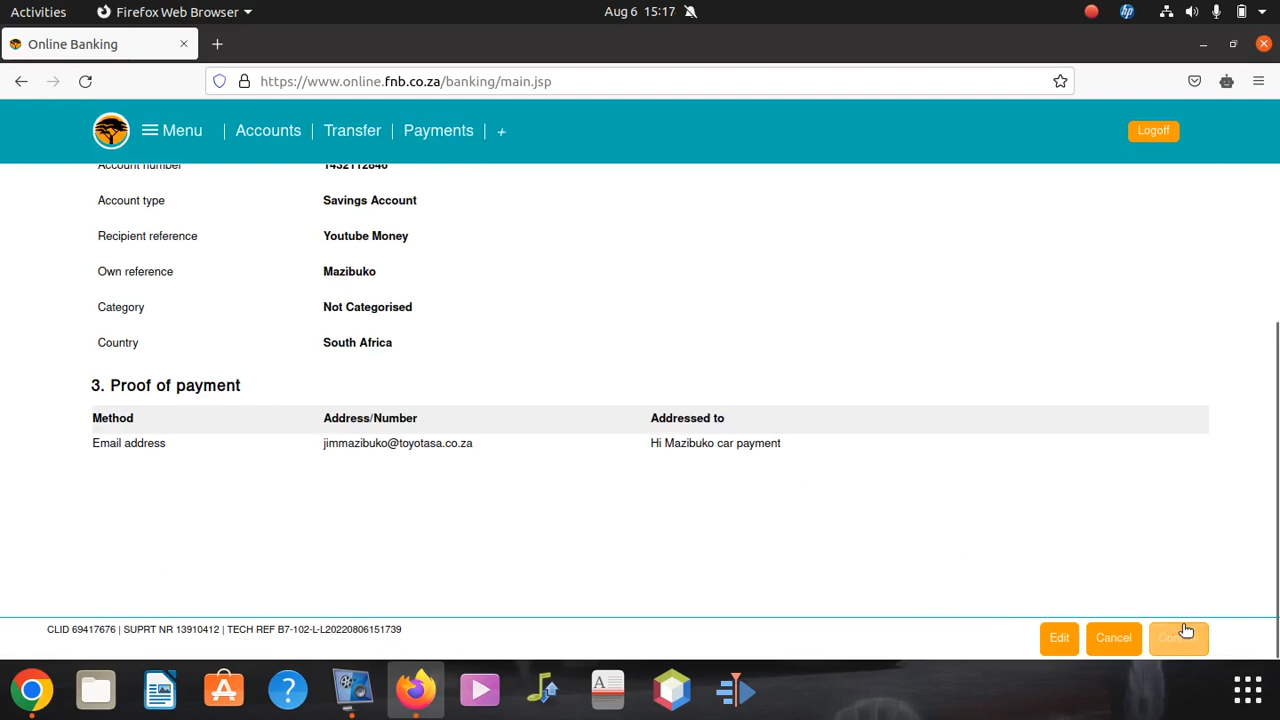 Activities Firefox Web Browser Aug 6 15:17
Online Banking
https://www.online.fnb.co.za/banking/main.jsp
Menu | Accounts | Transfer | Payments | + Logoff
Account number 1432112846
Account type Savings Account
Recipient reference Youtube Money
Own reference Mazibuko
Category Not Categorised
Country South Africa
3. Proof of payment
Method Address/Number Addressed to
Email address jimmazibuko@toyotasa.co.za Hi Mazibuko car payment
CLID 69417676 | SUPRT NR 13910412 | TECH REF B7-102-L-L20220806151739
Edit Cancel